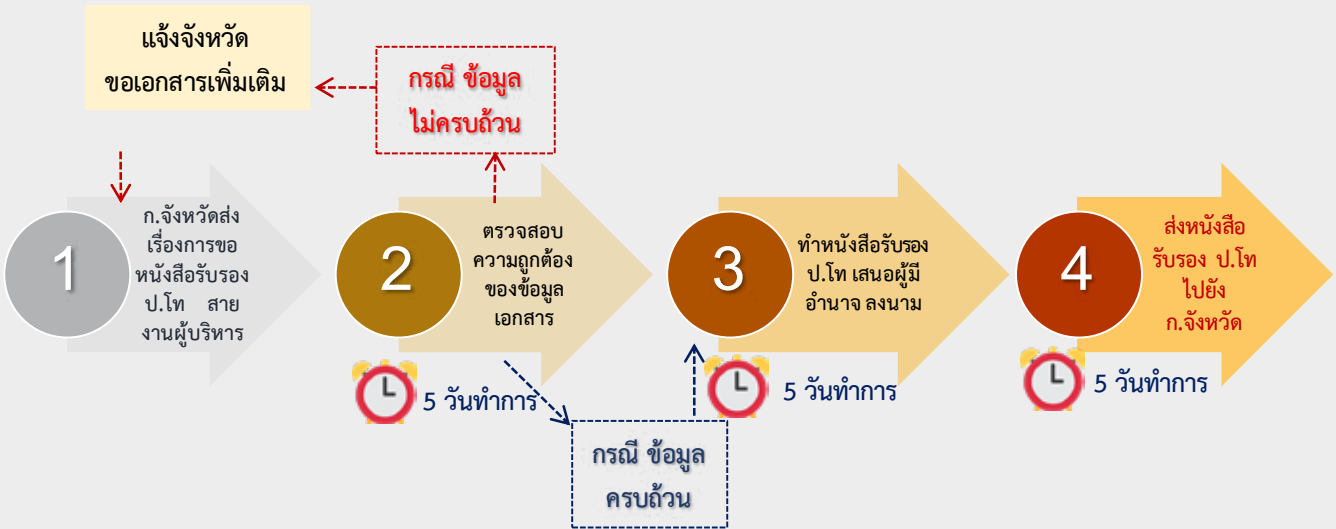 แจ้งจังหวัด
ขอเอกสารเพิ่มเติม
กรณี ข้อมูล
ไม่ครบถ้วน
1
ก.จังหวัดส่ง
เรื่องการขอ
หนังสือรับรอง
ป.โท สาย
งานผู้บริหาร
2
ตรวจสอบ
ความถูกต้อง
ของข้อมูล
เอกสาร
5 วันทำการ
3
ทำหนังสือรับรอง
ป.โท เสนอผู้มี
อำนาจ ลงนาม
5 วันทำการ
4
ส่งหนังสือ
รับรอง ป.โท
ไปยัง
ก.จังหวัด
5 วันทำการ
กรณี ข้อมูล
ครบถ้วน